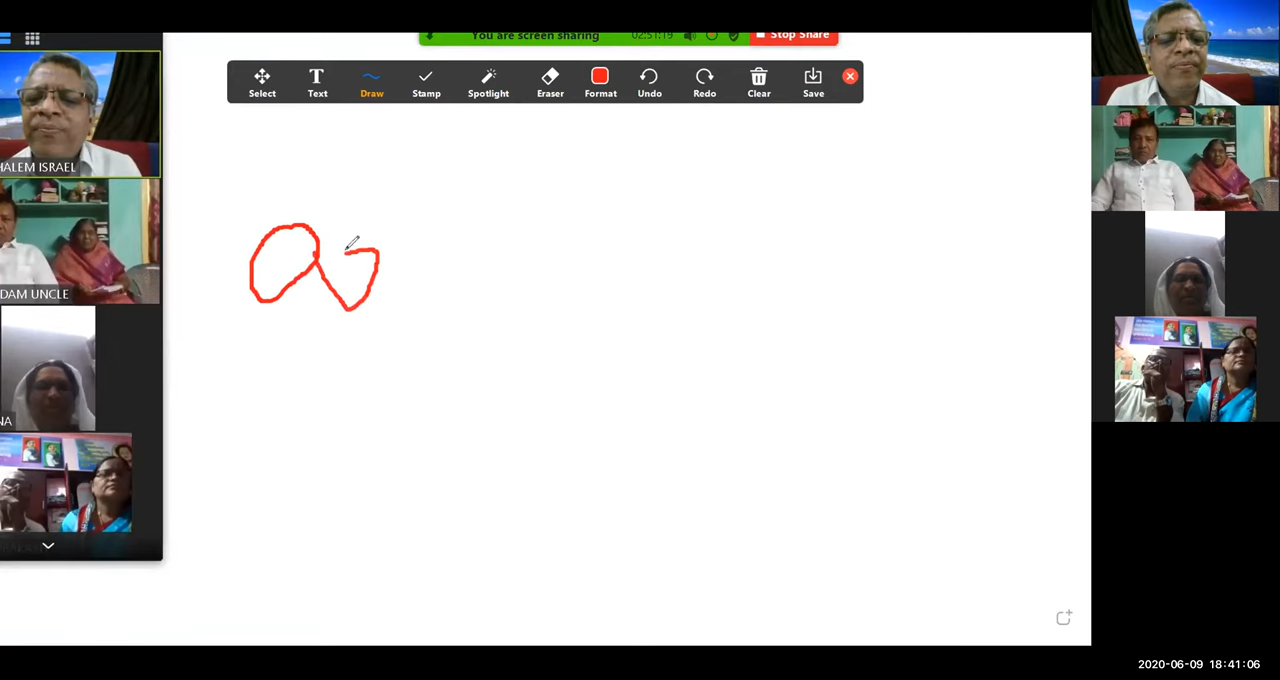 You are screen sharing 02:51:19 Stop Share
Select Text Draw Stamp Spotlight Eraser Format Undo Redo Clear Save
HALEM ISRAEL
DAM UNCLE
NA
2020-06-09 18:41:06